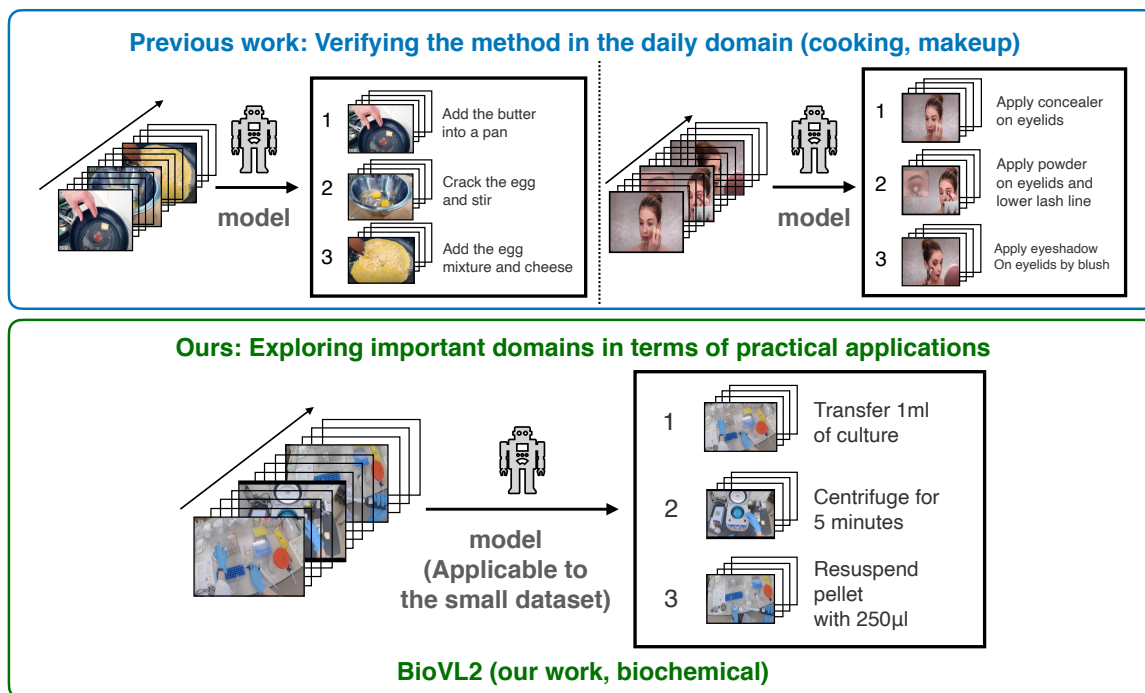 Previous work: Verifying the method in the daily domain (cooking, makeup)
model
1
Add the butter
into a pan
2
Crack the egg
and stir
3
Add the egg
mixture and cheese
model
1
Apply concealer
on eyelids
2
Apply powder
on eyelids and
lower lash line
3
Apply eyeshadow
On eyelids by blush
Ours: Exploring important domains in terms of practical applications
model
(Applicable to
the small dataset)
1
Transfer 1ml
of culture
2
Centrifuge for
5 minutes
3
Resuspend
pellet
with 250μl
BioVL2 (our work, biochemical)